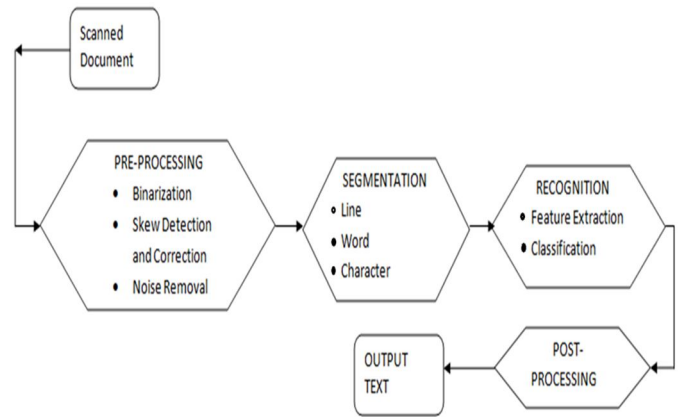 Scanned
Document
PRE-PROCESSING
• Binarization
• Skew Detection
and Correction
• Noise Removal
SEGMENTATION
• Line
• Word
• Character
RECOGNITION
• Feature Extraction
• Classification
POST-
PROCESSING
OUTPUT
TEXT